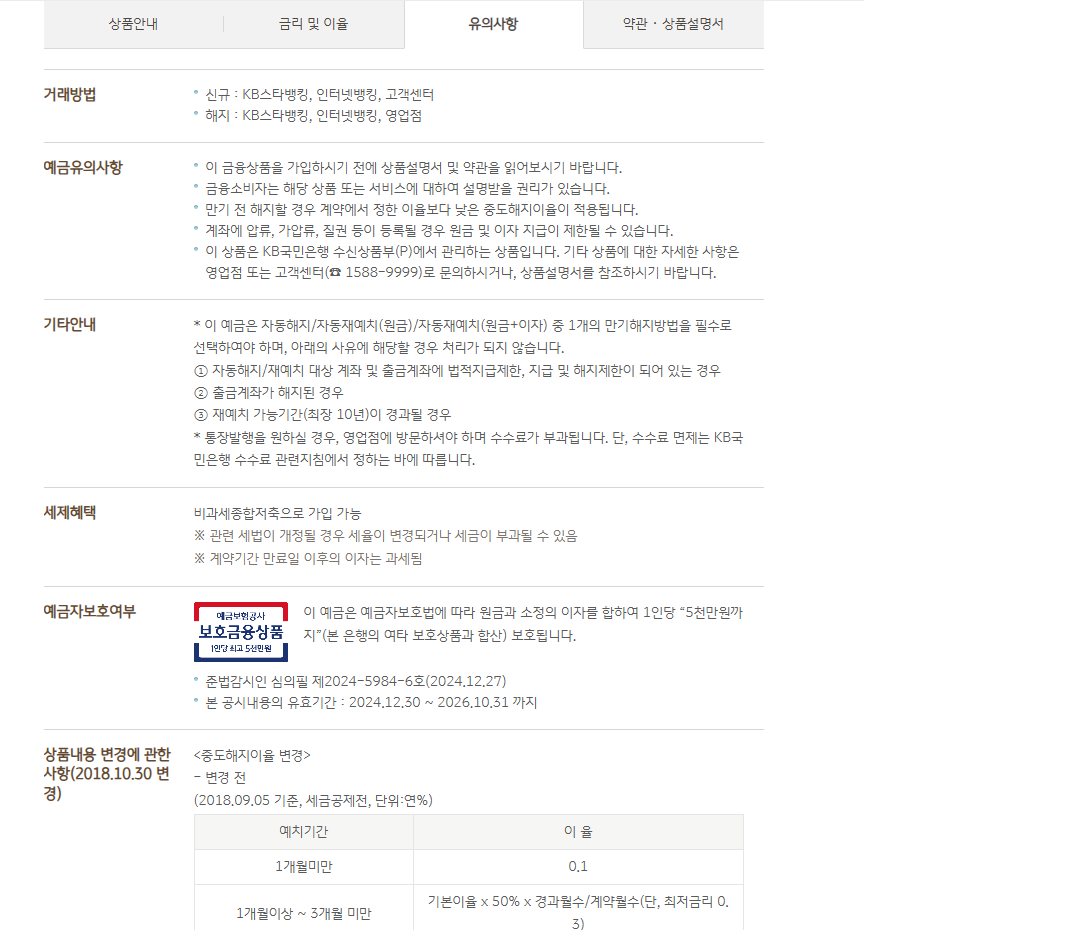 상품안내
금리 및 이율
유의사항
약관 · 상품설명서
거래방법
° 신규 : KB스타뱅킹, 인터넷뱅킹, 고객센터
° 해지 : KB스타뱅킹, 인터넷뱅킹, 영업점
예금유의사항
° 이 금융상품을 가입하시기 전에 상품설명서 및 약관을 읽어보시기 바랍니다.
° 금융소비자는 해당 상품 또는 서비스에 대하여 설명받을 권리가 있습니다.
° 만기 전 해지할 경우 계약에서 정한 이율보다 낮은 중도해지이율이 적용됩니다.
° 계좌에 압류, 가압류, 질권 등이 등록될 경우 원금 및 이자 지급이 제한될 수 있습니다.
° 이 상품은 KB국민은행 수신상품부(P)에서 관리하는 상품입니다. 기타 상품에 대한 자세한 사항은
영업점 또는 고객센터(☎ 1588-9999)로 문의하시거나, 상품설명서를 참조하시기 바랍니다.
기타안내
* 이 예금은 자동해지/자동재예치(원금)/자동재예치(원금+이자) 중 1개의 만기해지방법을 필수로
선택하여야 하며, 아래의 사유에 해당할 경우 처리가 되지 않습니다.
① 자동해지/재예치 대상 계좌 및 출금계좌에 법적지급제한, 지급 및 해지제한이 되어 있는 경우
② 출금계좌가 해지된 경우
③ 재예치 가능기간(최장 10년)이 경과될 경우
* 통장발행을 원하실 경우, 영업점에 방문하셔야 하며 수수료가 부과됩니다. 단, 수수료 면제는 KB국
민은행 수수료 관련지침에서 정하는 바에 따릅니다.
세제혜택
비과세종합저축으로 가입 가능
※ 관련 세법이 개정될 경우 세율이 변경되거나 세금이 부과될 수 있음
※ 계약기간 만료일 이후의 이자는 과세됨
예금자보호여부
예금보험공사
보호금융상품
1인당 최고 5천만원
이 예금은 예금자보호법에 따라 원금과 소정의 이자를 합하여 1인당 “5천만원까
지”(본 은행의 여타 보호상품과 합산) 보호됩니다.
° 준법감시인 심의필 제2024-5984-6호(2024.12.27)
° 본 공시내용의 유효기간 : 2024.12.30 ~ 2026.10.31 까지
상품내용 변경에 관한
사항(2018.10.30 변
경)
<중도해지이율 변경>
- 변경 전
(2018.09.05 기준, 세금공제전, 단위:연%)
예치기간
이 율
1개월미만
0.1
1개월이상 ~ 3개월 미만
기본이율 x 50% x 경과월수/계약월수(단, 최저금리 0.
3)